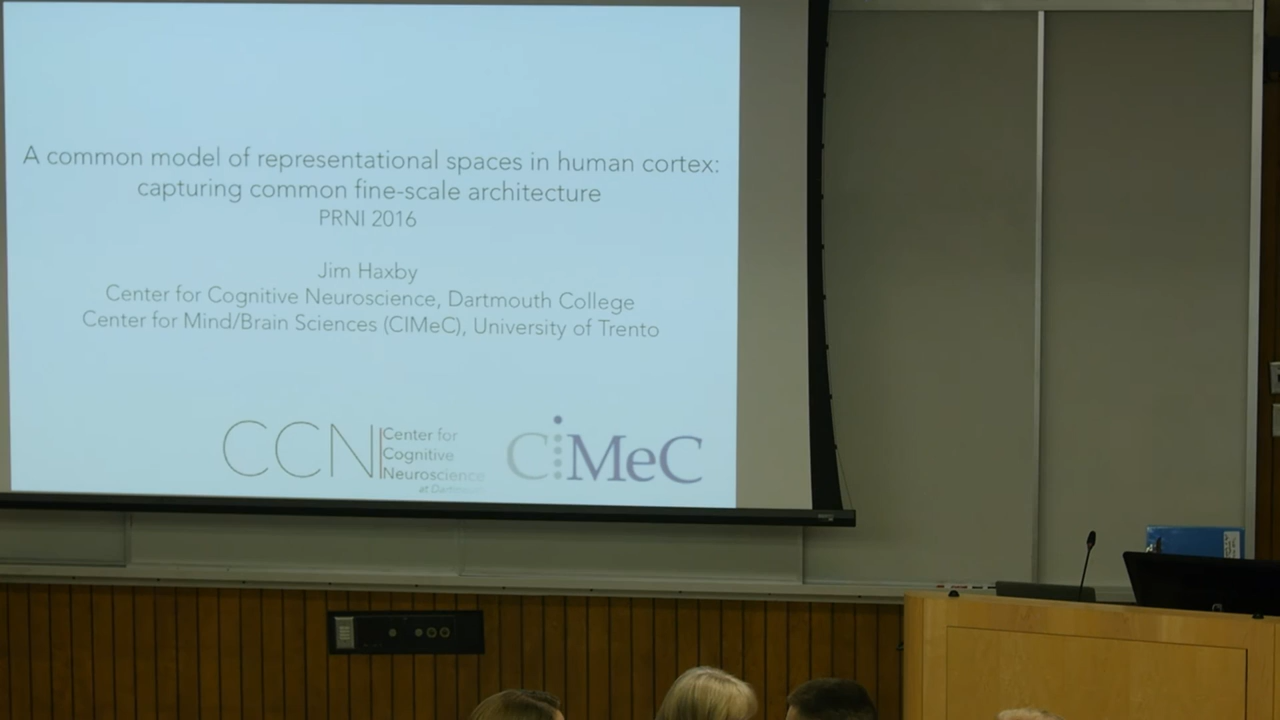 A common model of representational spaces in human cortex:
capturing common fine-scale architecture
PRNI 2016
Jim Haxby
Center for Cognitive Neuroscience, Dartmouth College
Center for Mind/Brain Sciences (CIMeC), University of Trento
CCN
Center for
Cognitive
Neuroscience
at Dartmouth
CiMeC